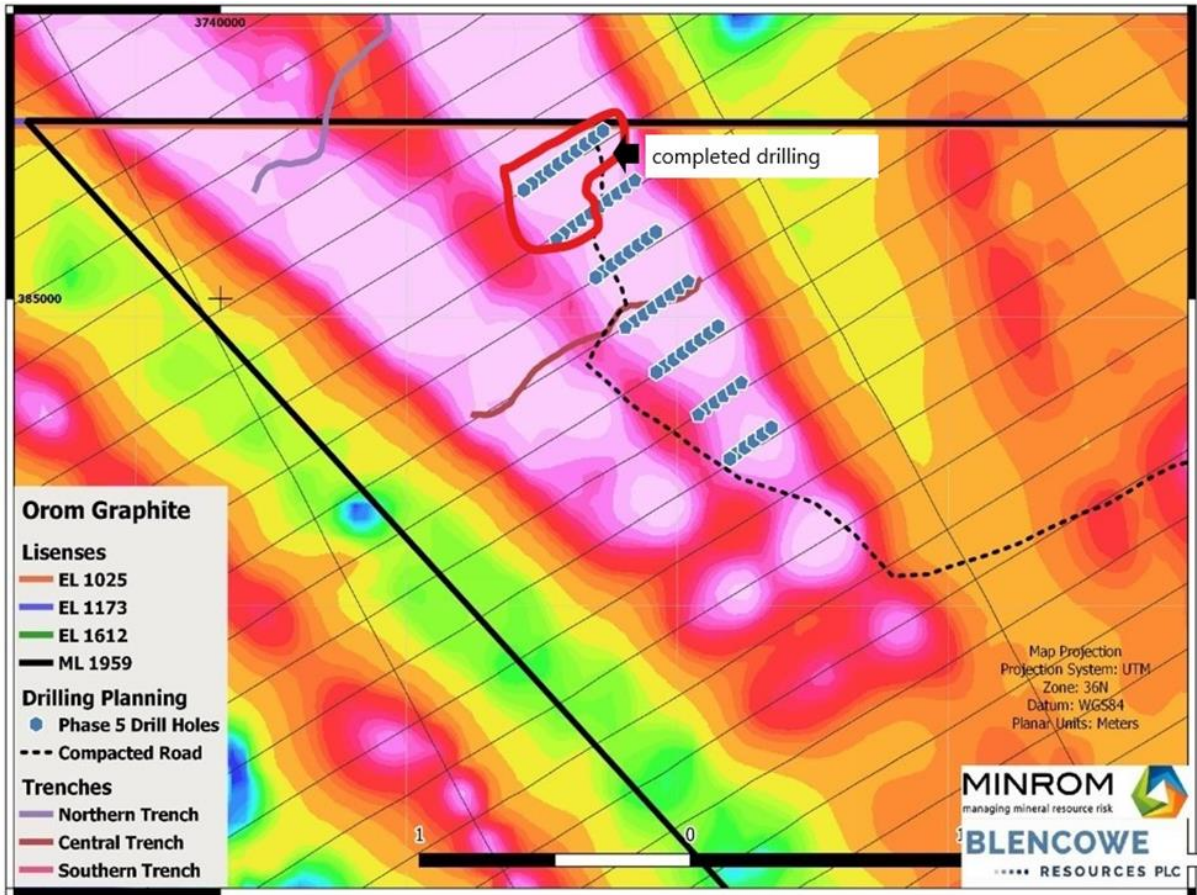 3740000
completed drilling
385000
Orom Graphite
Lisenses
EL 1025
EL 1173
EL 1612
ML 1959
Drilling Planning
Phase 5 Drill Holes
Compacted Road
Trenches
Northern Trench
Central Trench
Southern Trench
Map Projection
Projection System: UTM
Zone: 36N
Datum: WGS84
Planar Units: Meters
1 0 1
MINROM
managing mineral resource risk
BLENCOWE
RESOURCES PLC